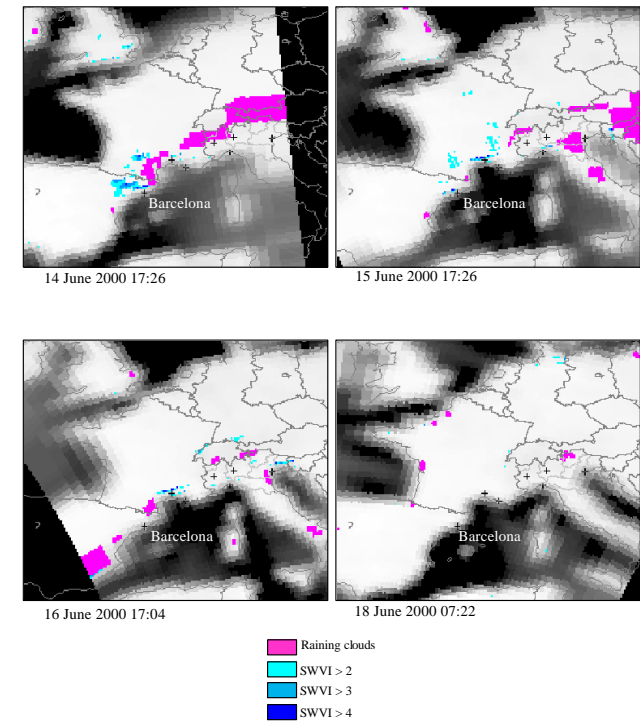 Barcelona
Barcelona
14 June 2000 17:26
15 June 2000 17:26
Barcelona
Barcelona
16 June 2000 17:04
18 June 2000 07:22
Raining clouds
SWVI > 2
SWVI > 3
SWVI > 4